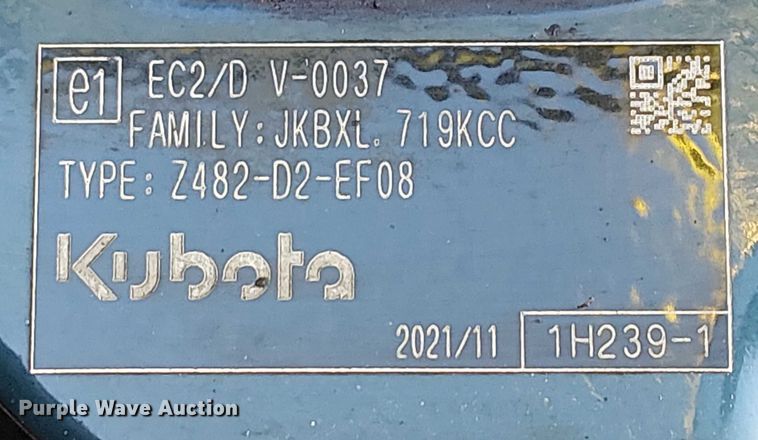 e1 EC2/D V-0037
FAMILY: JKBXL. 719KCC
TYPE: Z482-D2-EF08
Kubota
2021/11 1H239-1
Purple Wave Auction